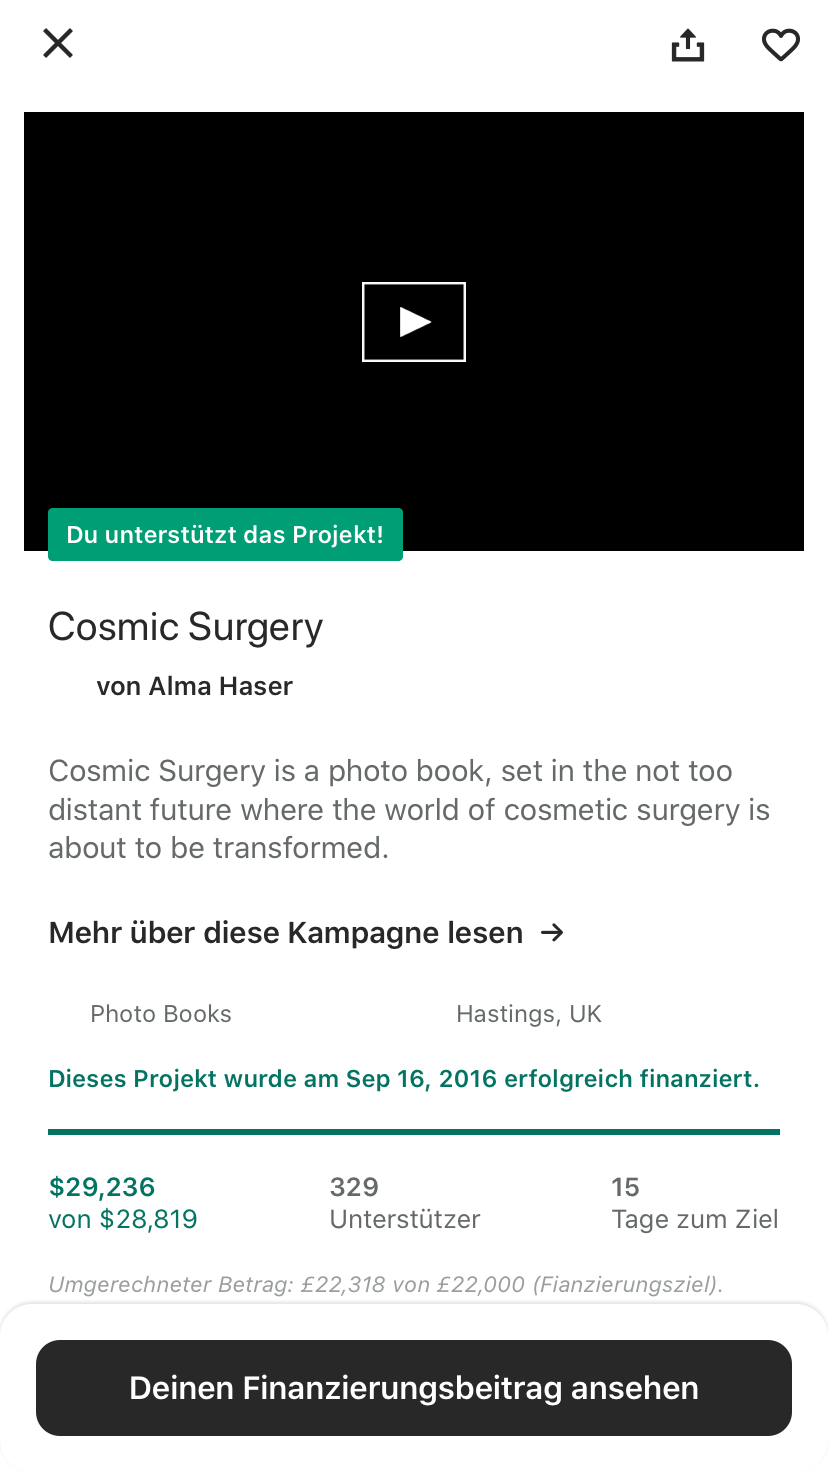 Du unterstützt das Projekt!
Cosmic Surgery
von Alma Haser
Cosmic Surgery is a photo book, set in the not too
distant future where the world of cosmetic surgery is
about to be transformed.
Mehr über diese Kampagne lesen →
Photo Books
Hastings, UK
Dieses Projekt wurde am Sep 16, 2016 erfolgreich finanziert.
$29,236
von $28,819
329
Unterstützer
15
Tage zum Ziel
Umgerechneter Betrag: £22,318 von £22,000 (Fianzierungsziel).
Deinen Finanzierungsbeitrag ansehen